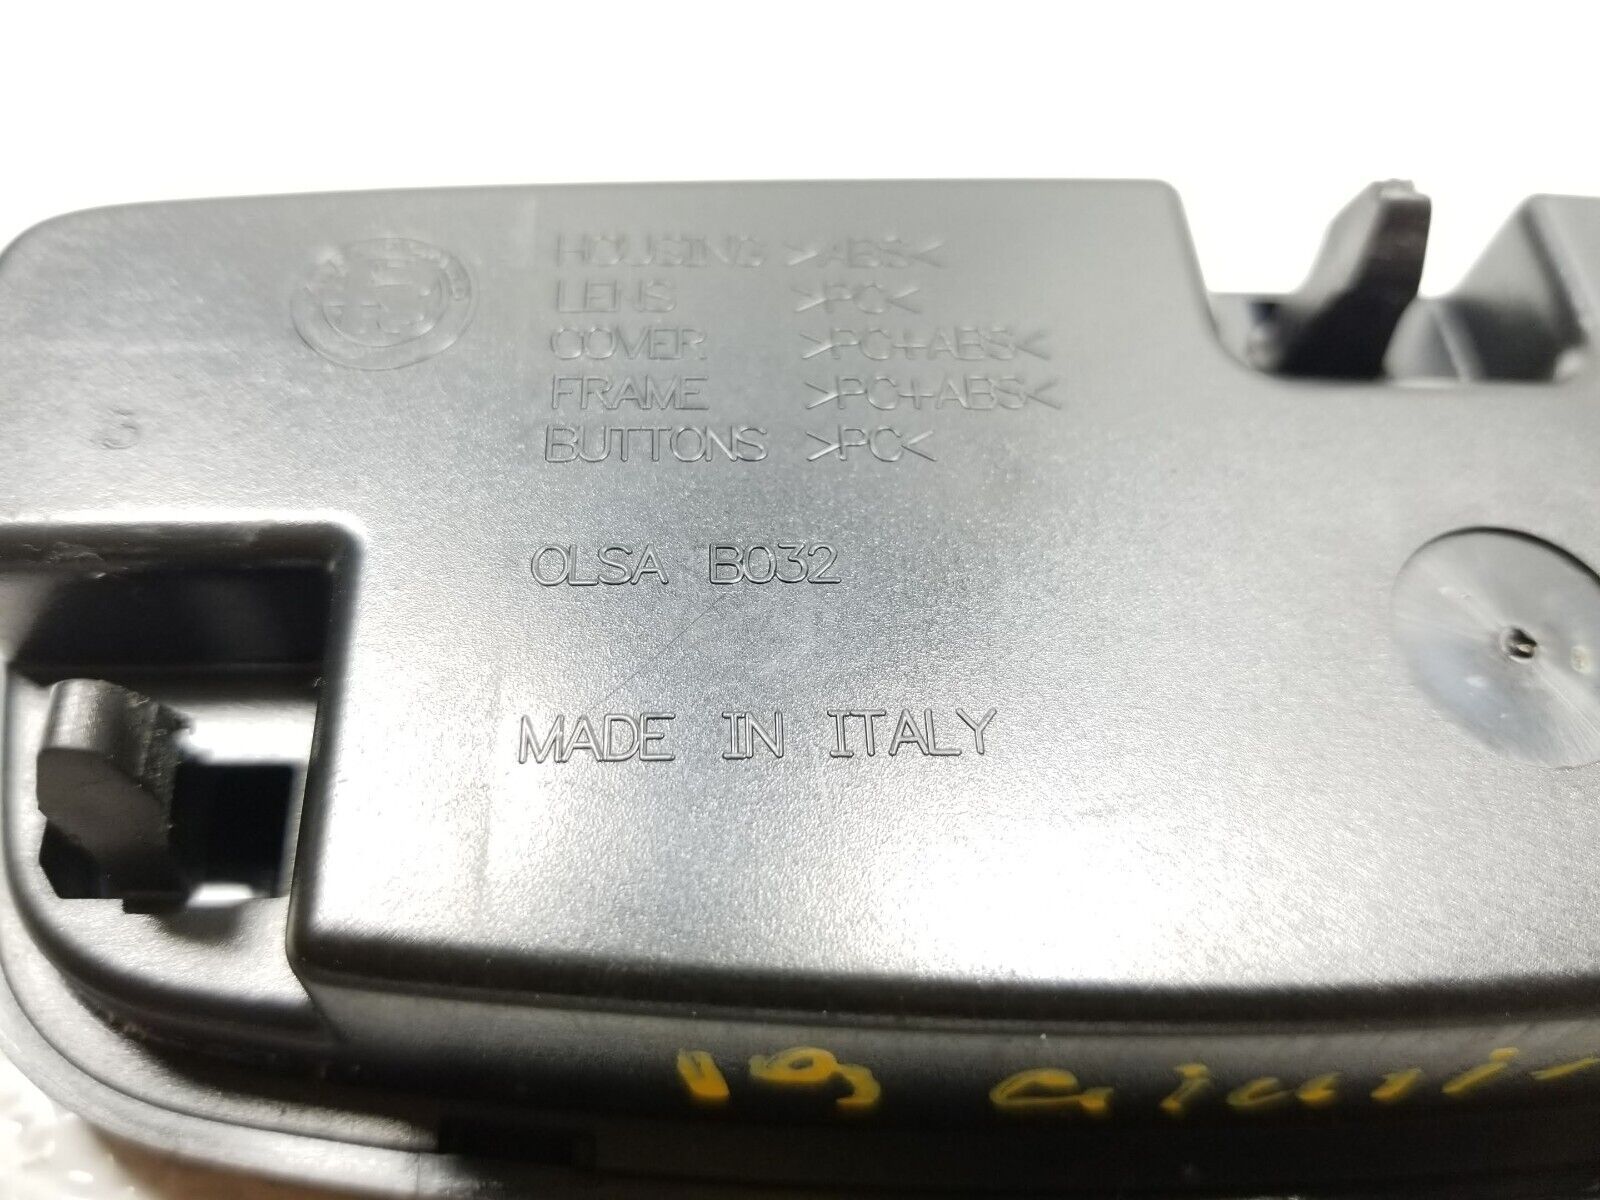 HOUSING >ABS<
LENS >PC<
COVER >PC+ABS<
FRAME >PC+ABS<
BUTTONS >PC<
OLSA B032
MADE IN ITALY